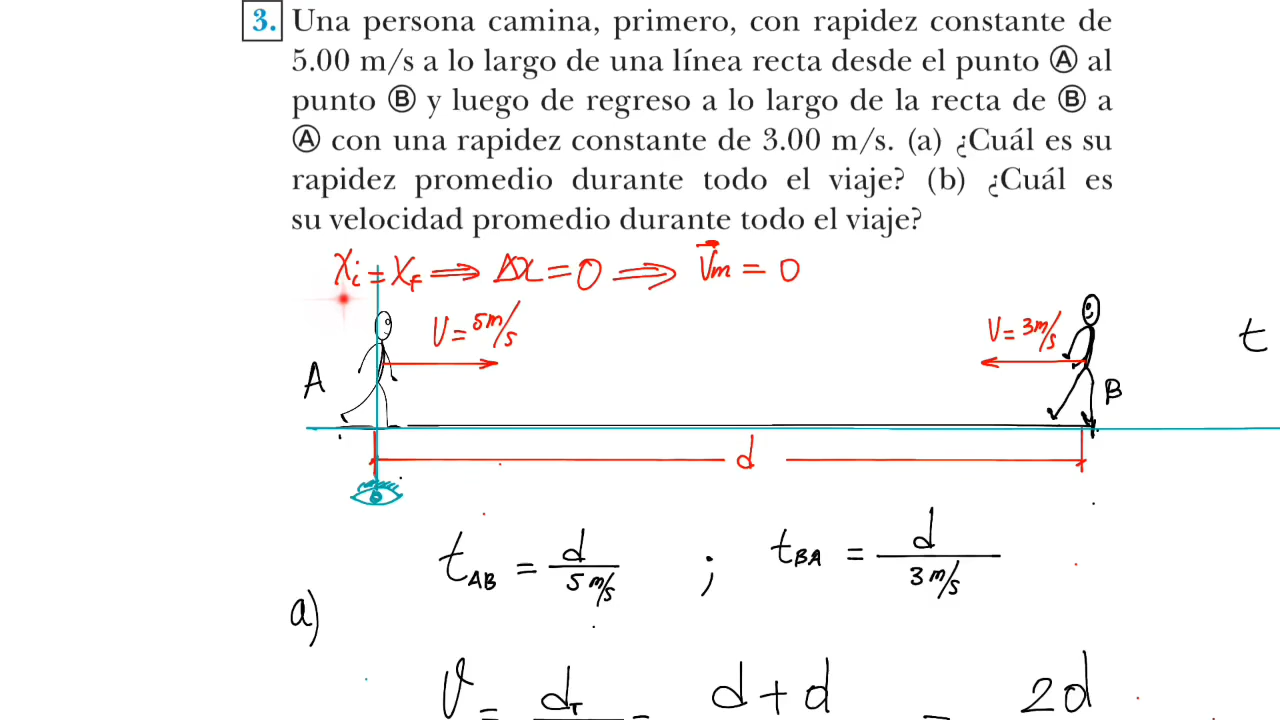 3. Una persona camina, primero, con rapidez constante de
5.00 m/s a lo largo de una línea recta desde el punto Ⓐ al
punto Ⓑ y luego de regreso a lo largo de la recta de Ⓑ a
Ⓐ con una rapidez constante de 3.00 m/s. (a) ¿Cuál es su
rapidez promedio durante todo el viaje? (b) ¿Cuál es
su velocidad promedio durante todo el viaje?
Xi = XF ⟹ ΔX = 0 ⟹ V⃗m = 0
V = 5m/s
V = 3m/s
t
A
B
d
tAB = d / 5 m/s ; tBA = d / 3 m/s
a)
V = dT = d + d = 2d